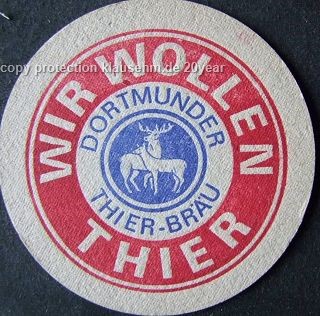 copy protection klausehm.de 20year
WIR WOLLEN
THIER
DORTMUNDER
THIER-BRÄU